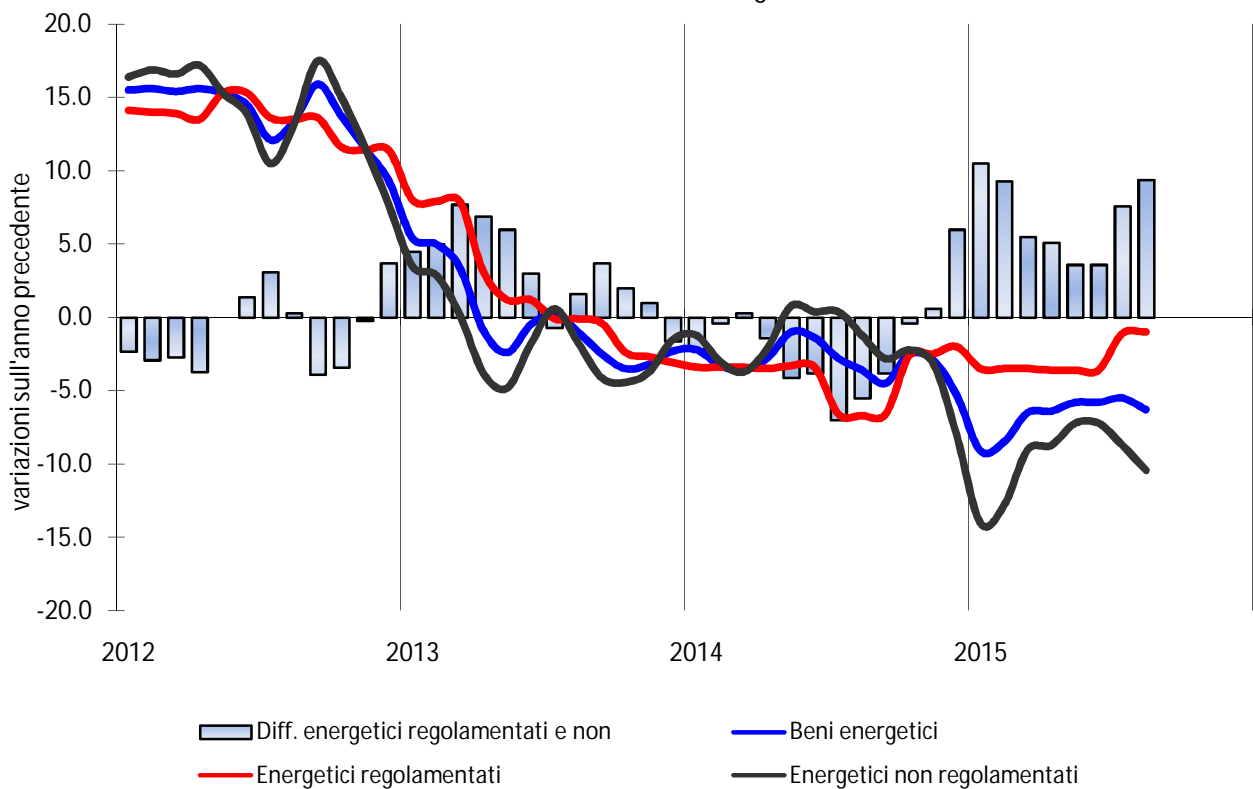 20.0
15.0
10.0
5.0
0.0
-5.0
-10.0
-15.0
-20.0
variazioni sull'anno precedente
2012 2013 2014 2015
Diff. energetici regolamentati e non
Beni energetici
Energetici regolamentati
Energetici non regolamentati